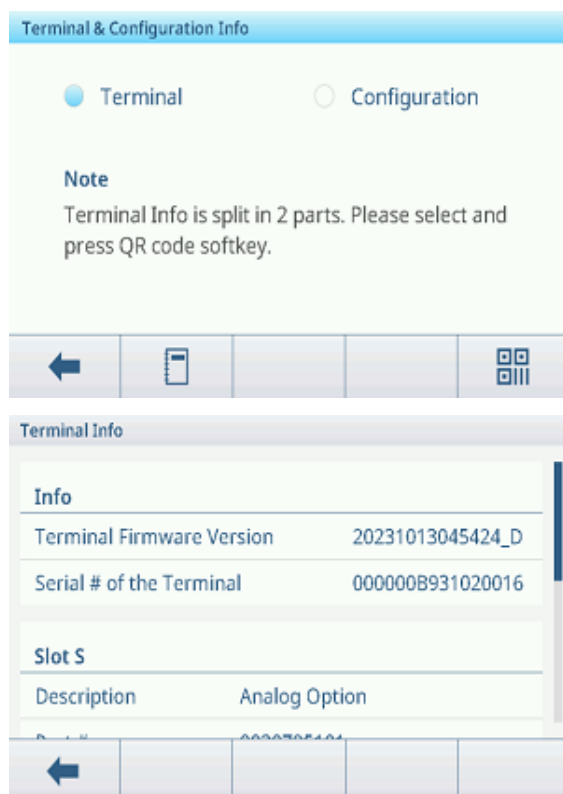 Terminal & Configuration Info
Terminal Configuration
Note
Terminal Info is split in 2 parts. Please select and
press QR code softkey.
Terminal Info
Info
Terminal Firmware Version 20231013045424_D
Serial # of the Terminal 000000B931020016
Slot S
Description Analog Option